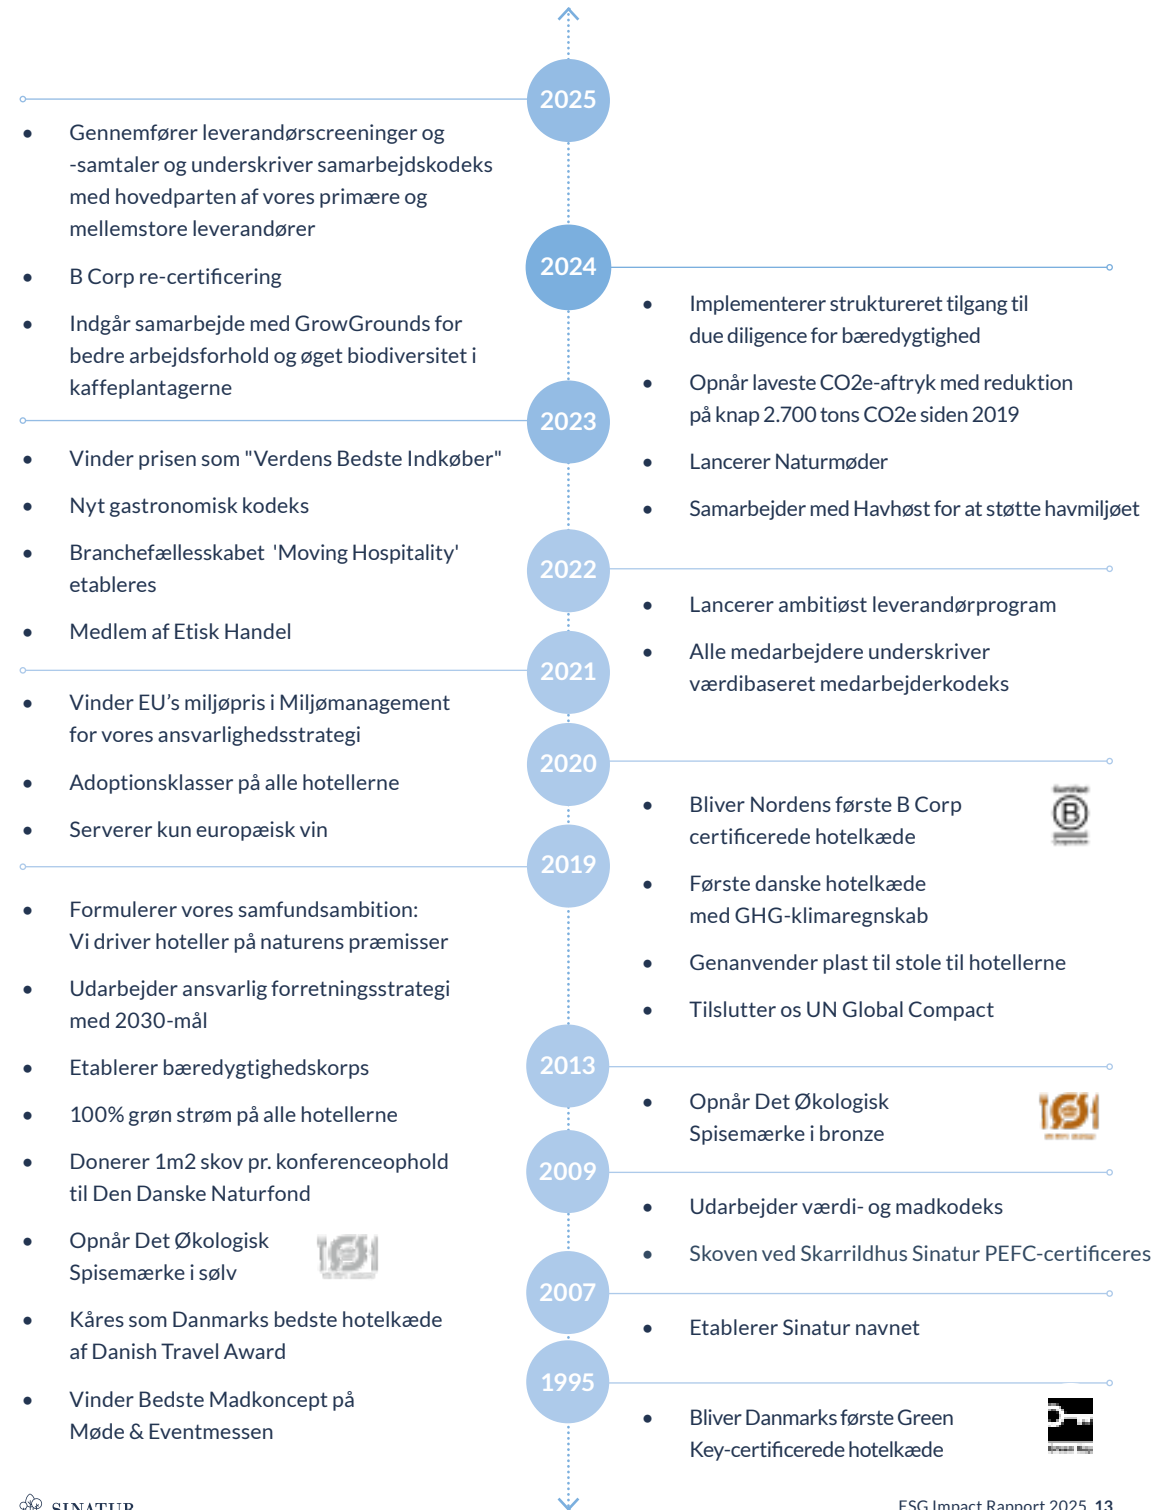 2025
• Gennemfører leverandørscreeninger og
-samtaler og underskriver samarbejdskodeks
med hovedparten af vores primære og
mellemstore leverandører
• B Corp re-certificering
• Indgår samarbejde med GrowGrounds for
bedre arbejdsforhold og øget biodiversitet i
kaffeplantagerne
2024
• Implementerer struktureret tilgang til
due diligence for bæredygtighed
• Opnår laveste CO2e-aftryk med reduktion
på knap 2.700 tons CO2e siden 2019
• Lancerer Naturmøder
• Samarbejder med Havhøst for at støtte havmiljøet
2023
• Vinder prisen som "Verdens Bedste Indkøber"
• Nyt gastronomisk kodeks
• Branchefællesskabet 'Moving Hospitality'
etableres
• Medlem af Etisk Handel
2022
• Lancerer ambitiøst leverandørprogram
• Alle medarbejdere underskriver
værdibaseret medarbejderkodeks
2021
• Vinder EU’s miljøpris i Miljømanagement
for vores ansvarlighedsstrategi
• Adoptionsklasser på alle hotellerne
• Serverer kun europæisk vin
2020
• Bliver Nordens første B Corp
certificerede hotelkæde
Certified
B
Corporation
• Første danske hotelkæde
med GHG-klimaregnskab
• Genanvender plast til stole til hotellerne
• Tilslutter os UN Global Compact
2019
• Formulerer vores samfundsambition:
Vi driver hoteller på naturens præmisser
• Udarbejder ansvarlig forretningsstrategi
med 2030-mål
• Etablerer bæredygtighedskorps
• 100% grøn strøm på alle hotellerne
• Donerer 1m2 skov pr. konferenceophold
til Den Danske Naturfond
• Opnår Det Økologisk
Spisemærke i sølv
• Kåres som Danmarks bedste hotelkæde
af Danish Travel Award
• Vinder Bedste Madkoncept på
Møde & Eventmessen
2013
• Opnår Det Økologisk
Spisemærke i bronze
2009
• Udarbejder værdi- og madkodeks
• Skoven ved Skarrildhus Sinatur PEFC-certificeres
2007
• Etablerer Sinatur navnet
1995
• Bliver Danmarks første Green
Key-certificerede hotelkæde
Green Key
SINATUR
ESG Impact Rapport 2025 13